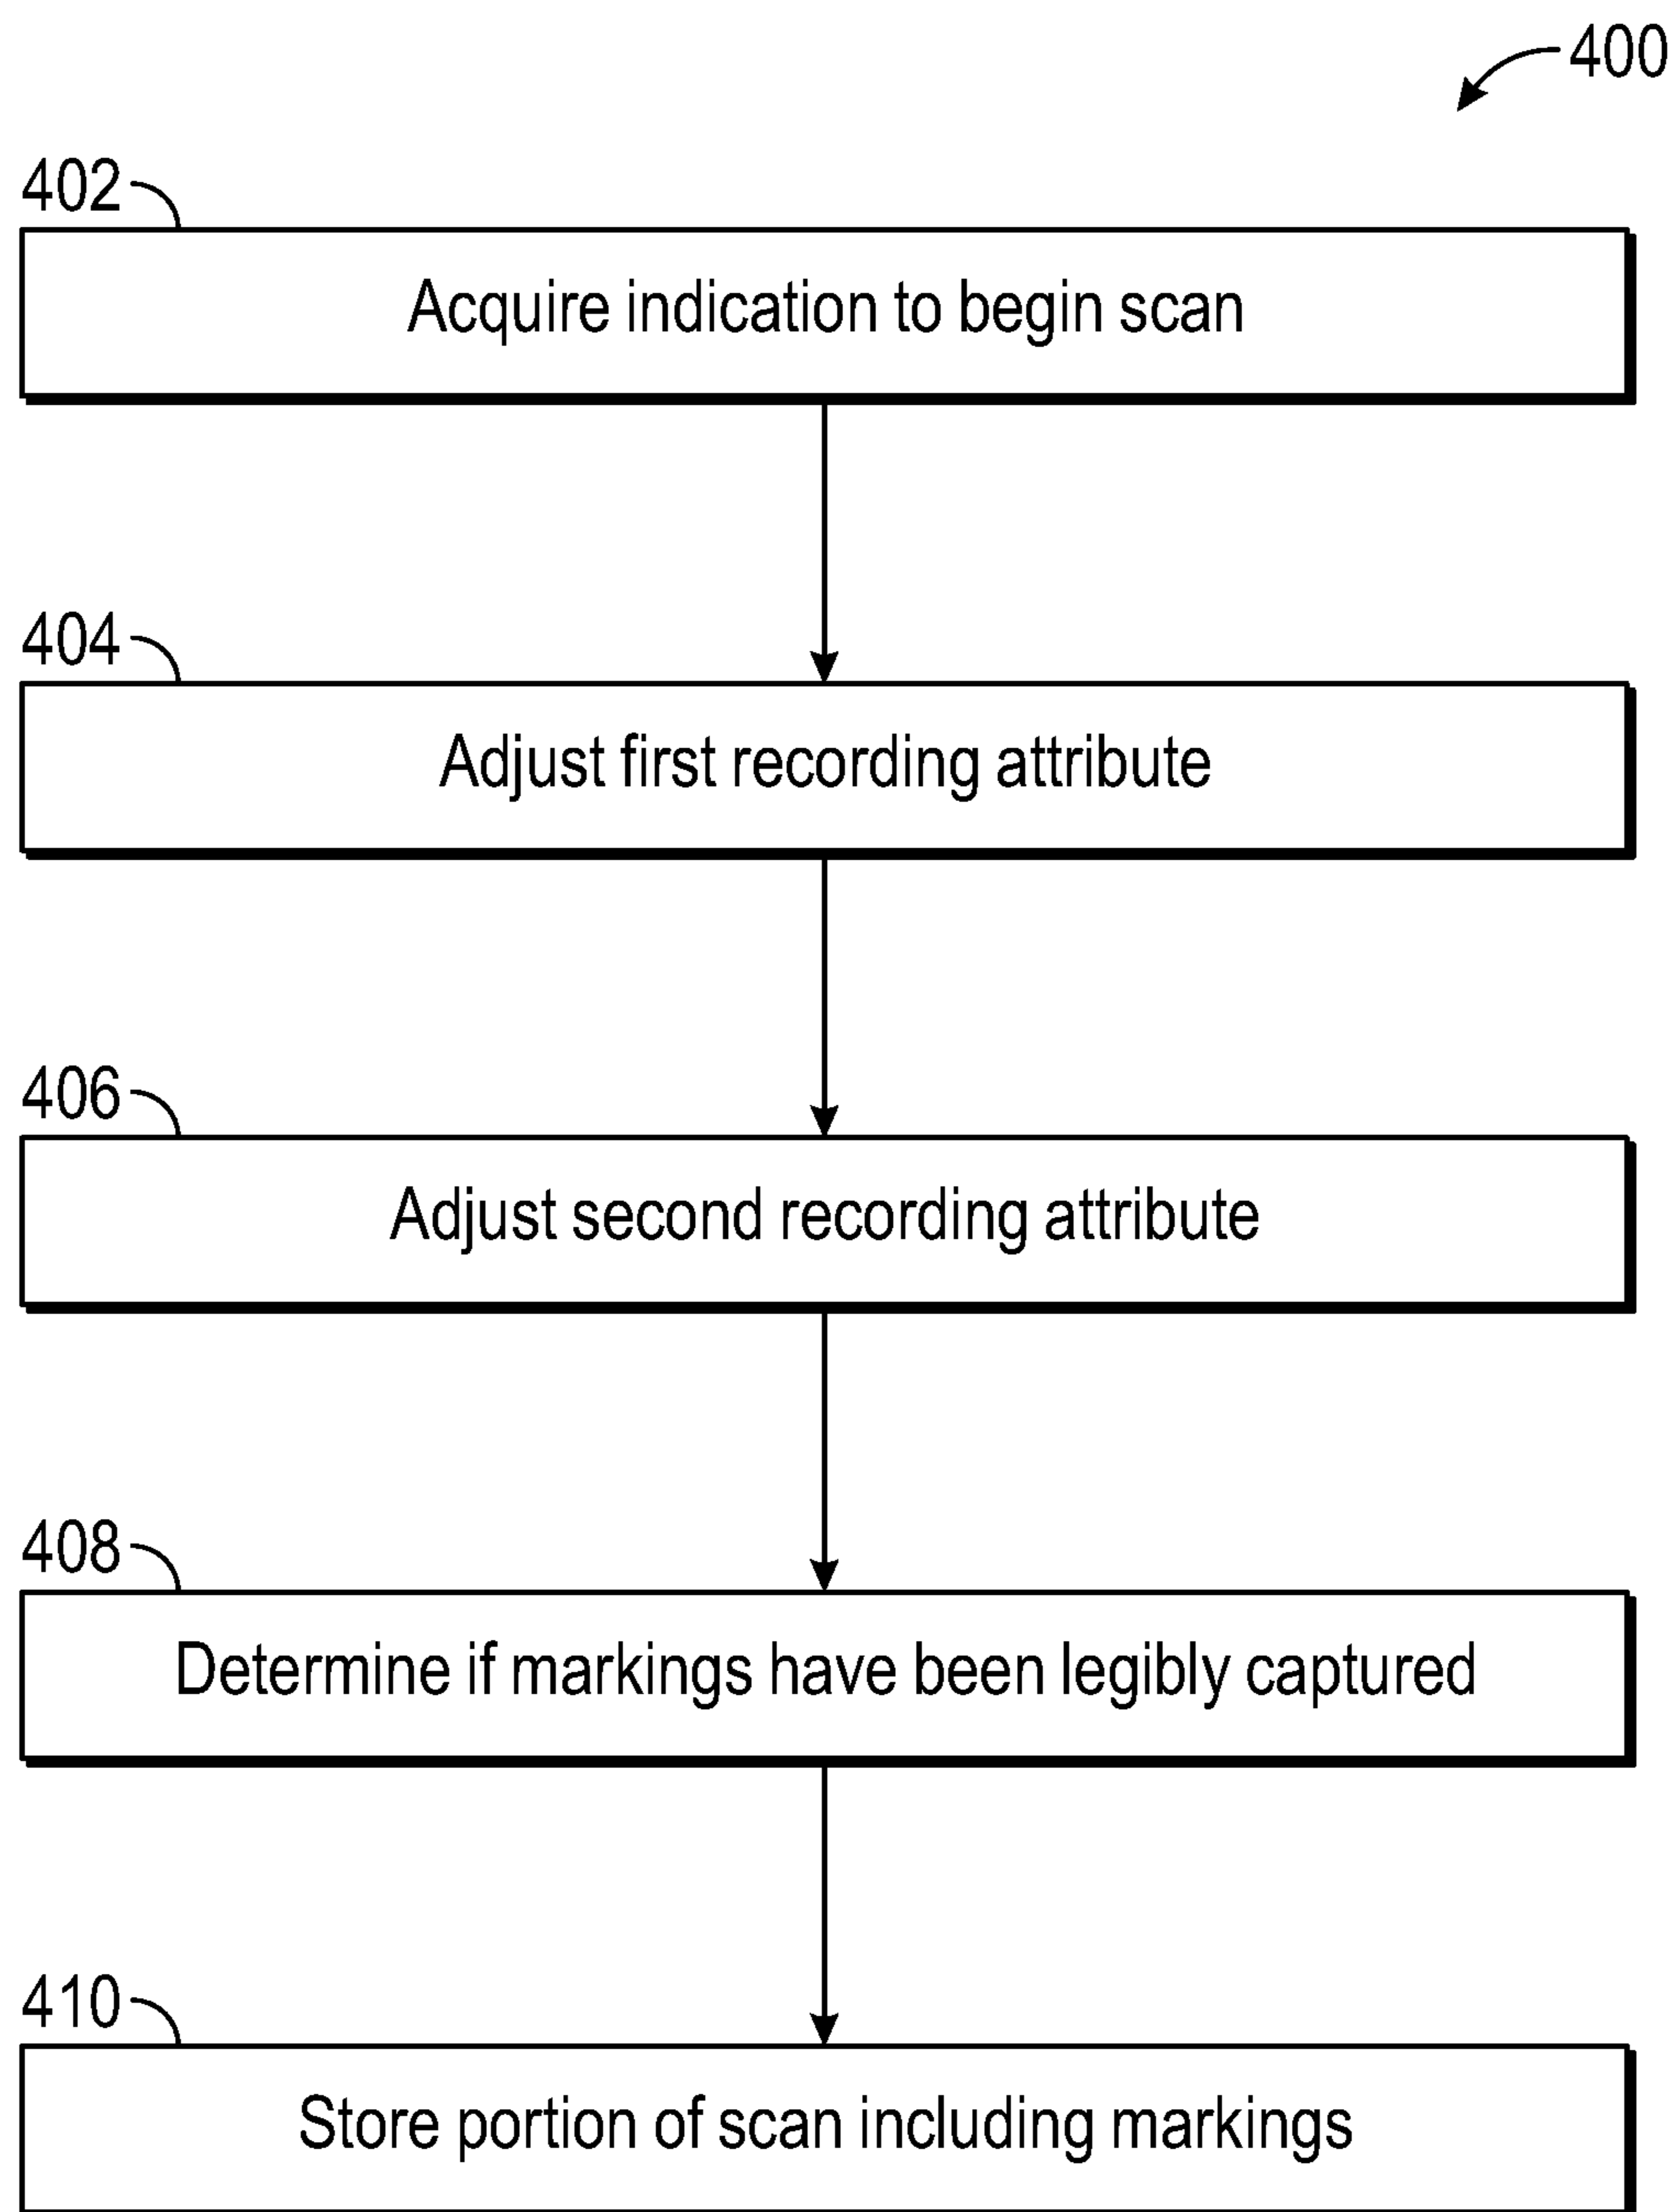 400
402
Acquire indication to begin scan
404
Adjust first recording attribute
406
Adjust second recording attribute
408
Determine if markings have been legibly captured
410
Store portion of scan including markings